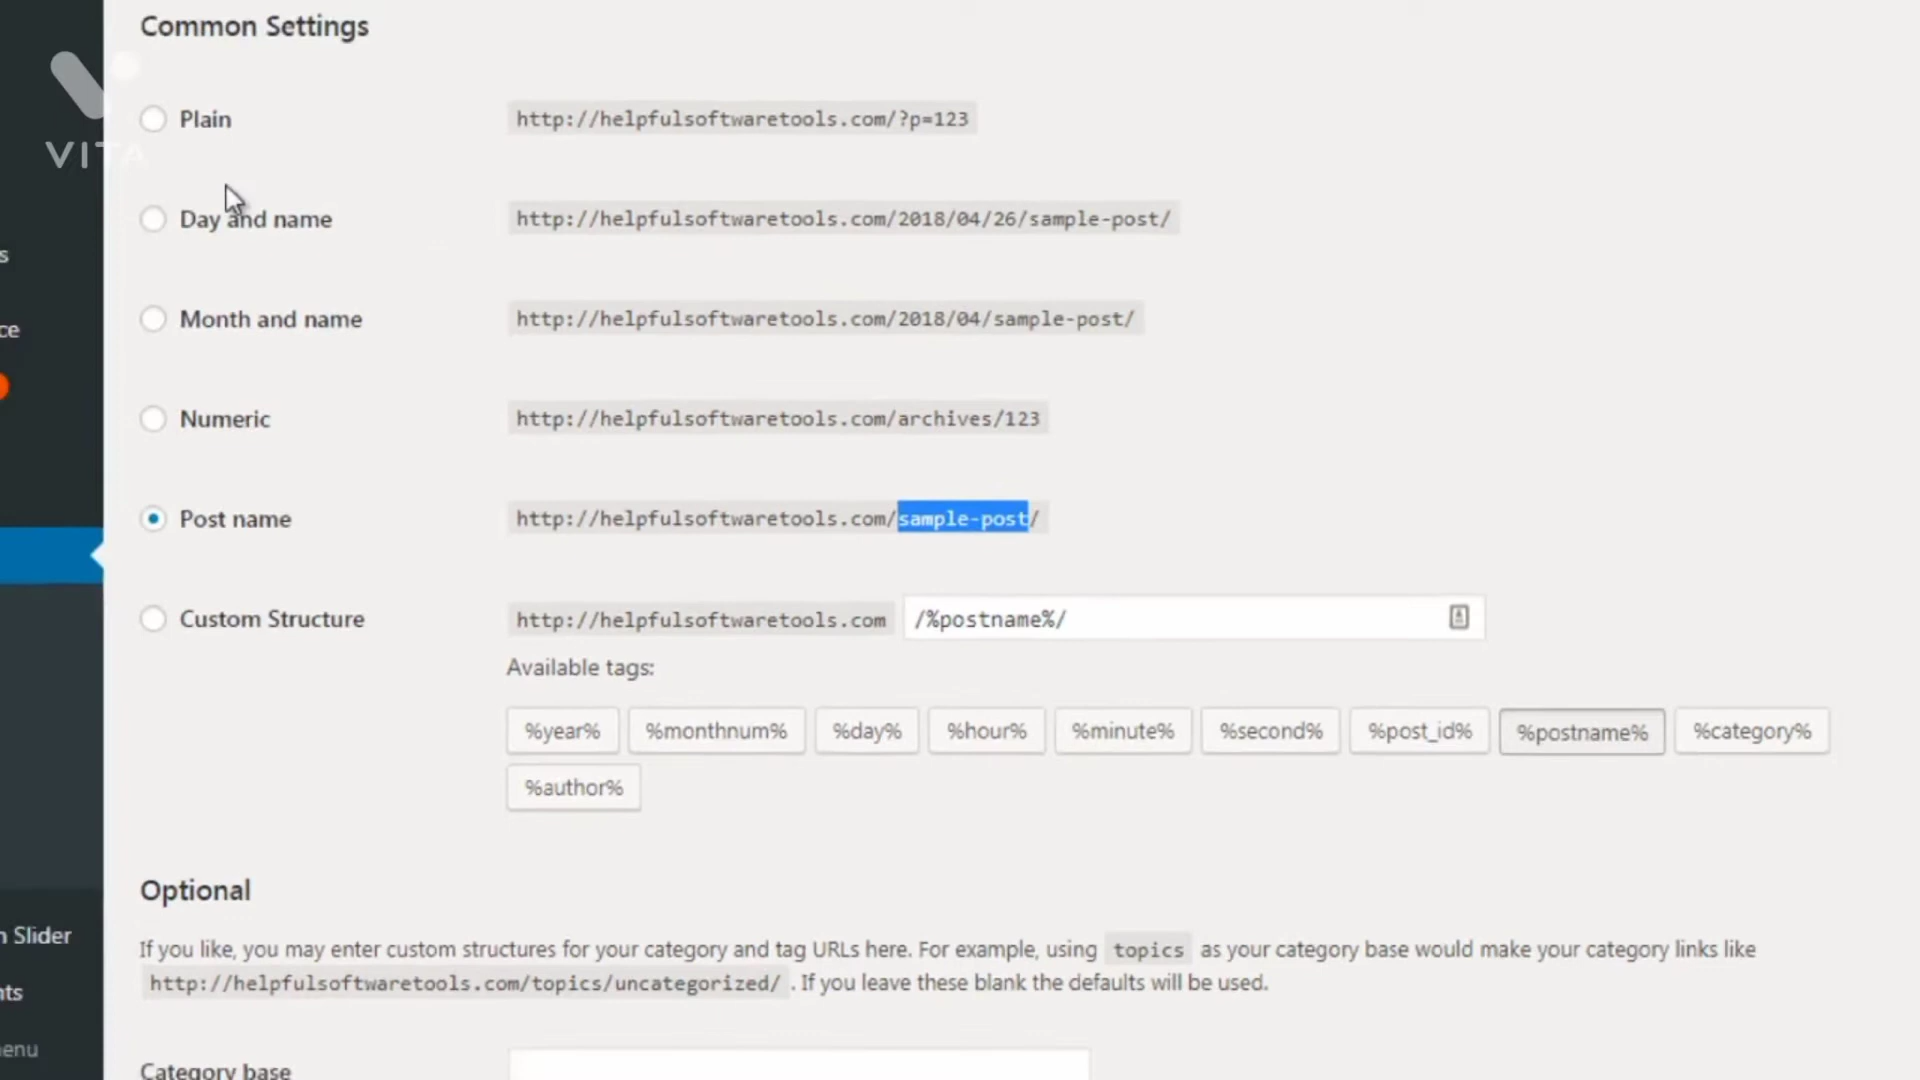 Common Settings
VITA
Plain
http://helpfulsoftwaretools.com/?p=123
Day and name
http://helpfulsoftwaretools.com/2018/04/26/sample-post/
Month and name
http://helpfulsoftwaretools.com/2018/04/sample-post/
Numeric
http://helpfulsoftwaretools.com/archives/123
Post name
http://helpfulsoftwaretools.com/sample-post/
Custom Structure
http://helpfulsoftwaretools.com
/%postname%/
Available tags:
%year% %monthnum% %day% %hour% %minute% %second% %post_id% %postname% %category%
%author%
Optional
Slider
If you like, you may enter custom structures for your category and tag URLs here. For example, using topics as your category base would make your category links like
http://helpfulsoftwaretools.com/topics/uncategorized/ . If you leave these blank the defaults will be used.
Category base